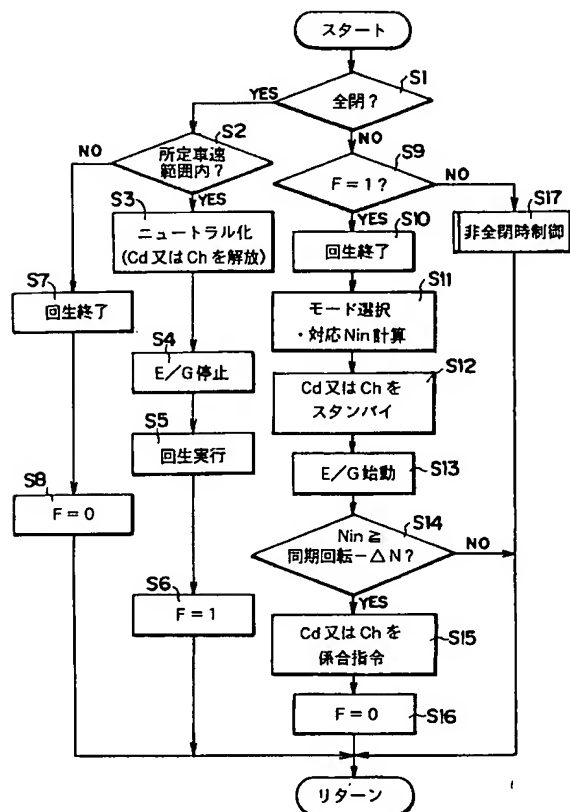 スタート
S1
全閉?
YES
NO
S2
所定車速
範囲内?
NO
YES
S9
F=1?
NO
YES
S3
ニュートラル化
(Cd又はChを解放)
S10
回生終了
S17
非全閉時制御
S7
回生終了
S11
モード選択
・対応Nin計算
S4
E/G停止
S12
Cd又はChを
スタンバイ
S5
回生実行
S13
E/G始動
S8
F=0
S14
Nin≧
同期回転-△N?
NO
YES
S6
F=1
S15
Cd又はChを
係合指令
S16
F=0
リターン